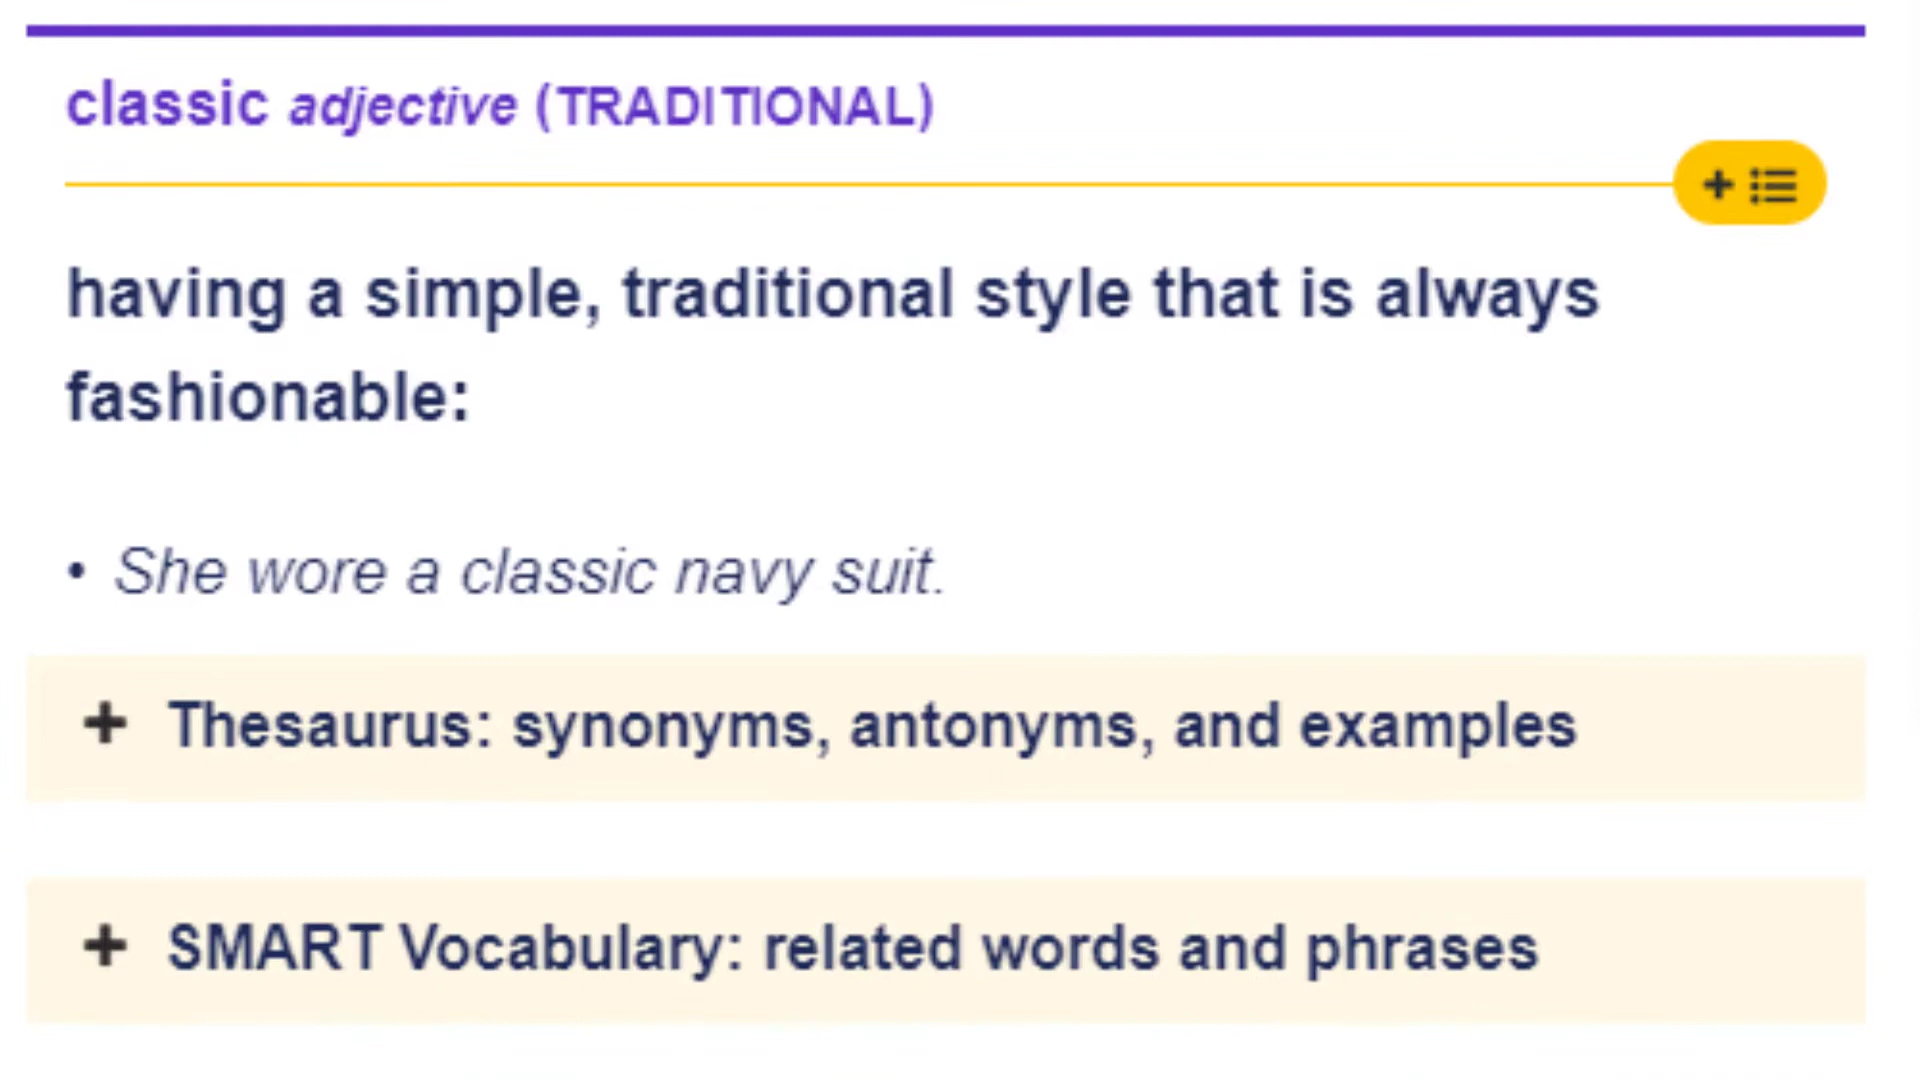 classic adjective (TRADITIONAL)
having a simple, traditional style that is always
fashionable:
• She wore a classic navy suit.
+ Thesaurus: synonyms, antonyms, and examples
+ SMART Vocabulary: related words and phrases